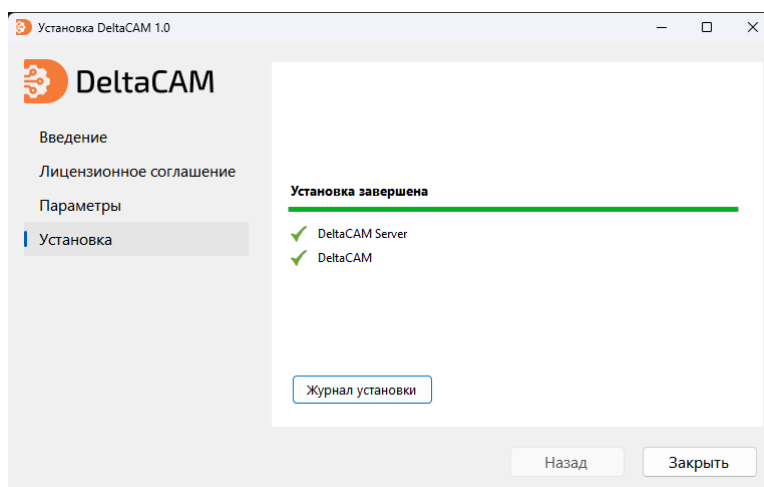 Установка DeltaCAM 1.0
DeltaCAM
Введение
Лицензионное соглашение
Параметры
Установка
Установка завершена
DeltaCAM Server
DeltaCAM
Журнал установки
Назад
Закрыть